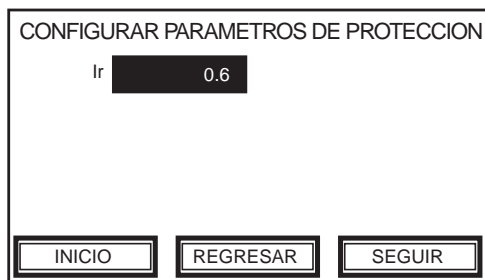 CONFIGURAR PARAMETROS DE PROTECCION
Ir 0.6
INICIO REGRESAR SEGUIR